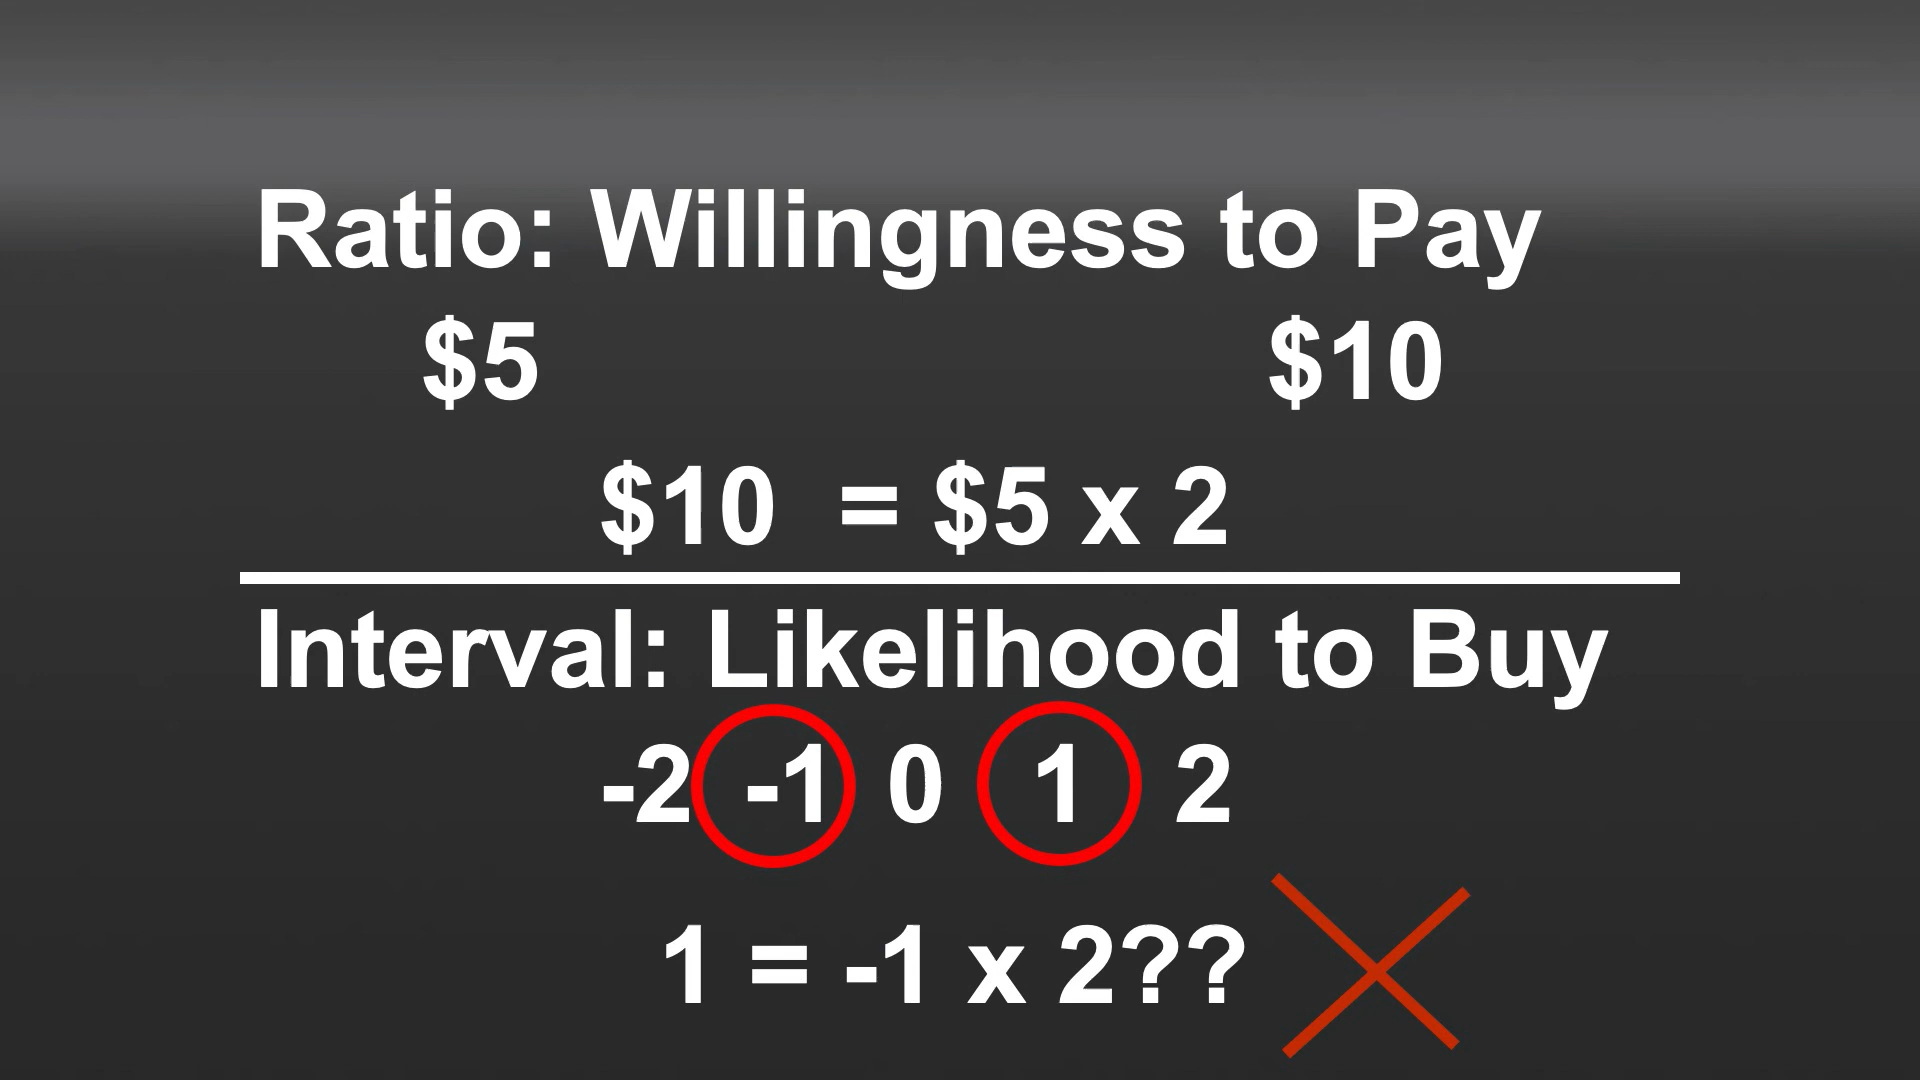 Ratio: Willingness to Pay
$5 $10
$10 = $5 x 2
Interval: Likelihood to Buy
-2 -1 0 1 2
1 = -1 x 2??